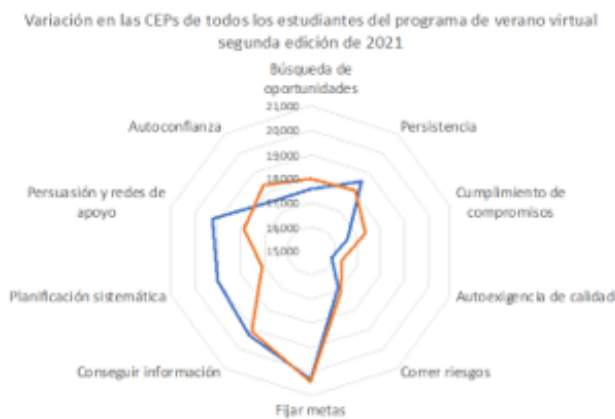 Variación en las CEPs de todos los estudiantes del programa de verano virtual
segunda edición de 2021
Búsqueda de
oportunidades
21,000
Autoconfianza
20,000
Persistencia
19,000
18,000
Persuasión y redes de
apoyo
17,000
Cumplimiento de
compromisos
16,000
15,000
Planificación sistemática
Autoexigencia de calidad
Conseguir información
Correr riesgos
Fijar metas